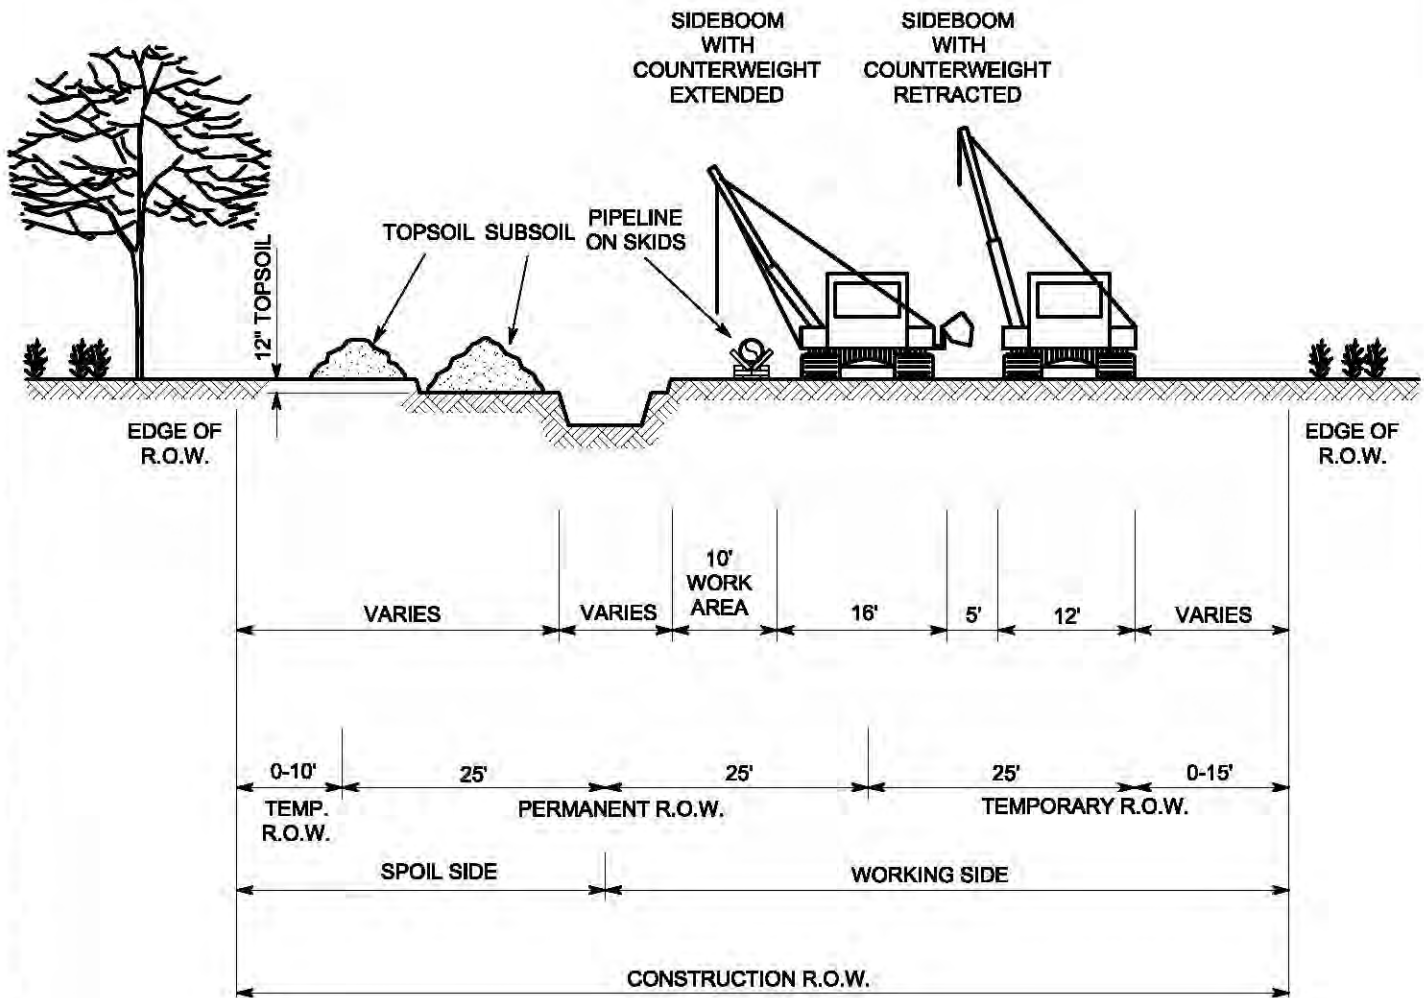 SIDEBOOM
WITH
COUNTERWEIGHT
EXTENDED
SIDEBOOM
WITH
COUNTERWEIGHT
RETRACTED
12" TOPSOIL
TOPSOIL
SUBSOIL
PIPELINE
ON SKIDS
EDGE OF
R.O.W.
EDGE OF
R.O.W.
VARIES
VARIES
10'
WORK
AREA
16'
5'
12'
VARIES
0-10'
25'
25'
25'
0-15'
TEMP.
R.O.W.
PERMANENT R.O.W.
TEMPORARY R.O.W.
SPOIL SIDE
WORKING SIDE
CONSTRUCTION R.O.W.